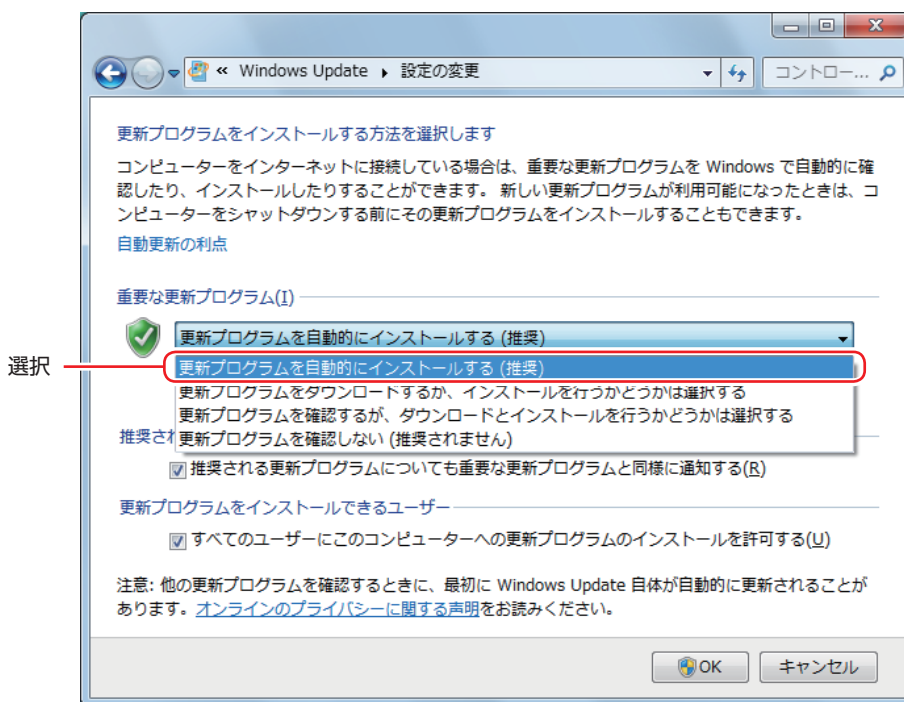 « Windows Update ▸ 設定の変更
コントロー...
更新プログラムをインストールする方法を選択します
コンピューターをインターネットに接続している場合は、重要な更新プログラムを Windows で自動的に確
認したり、インストールしたりすることができます。 新しい更新プログラムが利用可能になったときは、コ
ンピューターをシャットダウンする前にその更新プログラムをインストールすることもできます。
自動更新の利点
重要な更新プログラム(I)
更新プログラムを自動的にインストールする (推奨)
選択
更新プログラムを自動的にインストールする (推奨)
更新プログラムをダウンロードするが、インストールを行うかどうかは選択する
更新プログラムを確認するが、ダウンロードとインストールを行うかどうかは選択する
推奨され
更新プログラムを確認しない (推奨されません)
推奨される更新プログラムについても重要な更新プログラムと同様に通知する(R)
更新プログラムをインストールできるユーザー
すべてのユーザーにこのコンピューターへの更新プログラムのインストールを許可する(U)
注意: 他の更新プログラムを確認するときに、最初に Windows Update 自体が自動的に更新されることが
あります。オンラインのプライバシーに関する声明をお読みください。
OK
キャンセル